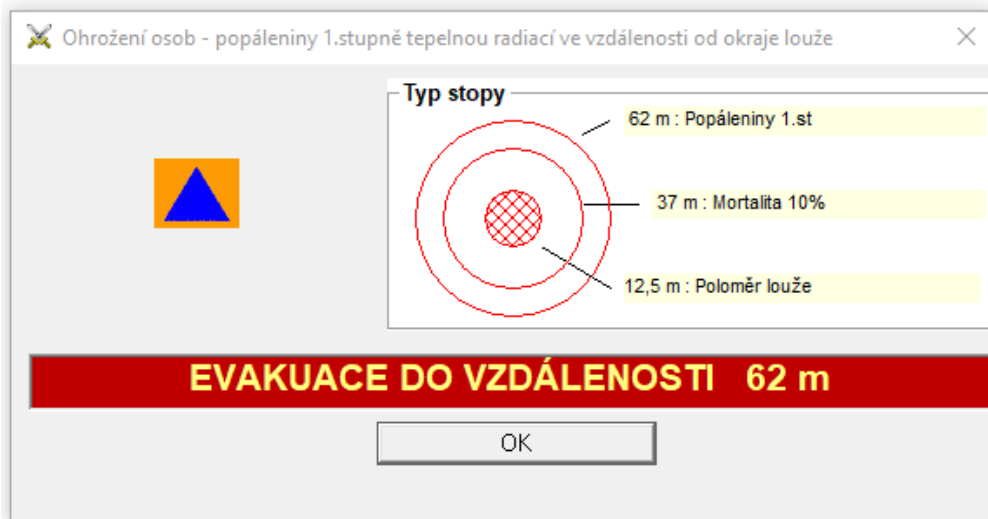 Ohrožení osob - popáleniny 1.stupně tepelnou radiací ve vzdálenosti od okraje louže
Typ stopy
62 m : Popáleniny 1.st
37 m : Mortalita 10%
12,5 m : Poloměr louže
EVAKUACE DO VZDÁLENOSTI 62 m
OK